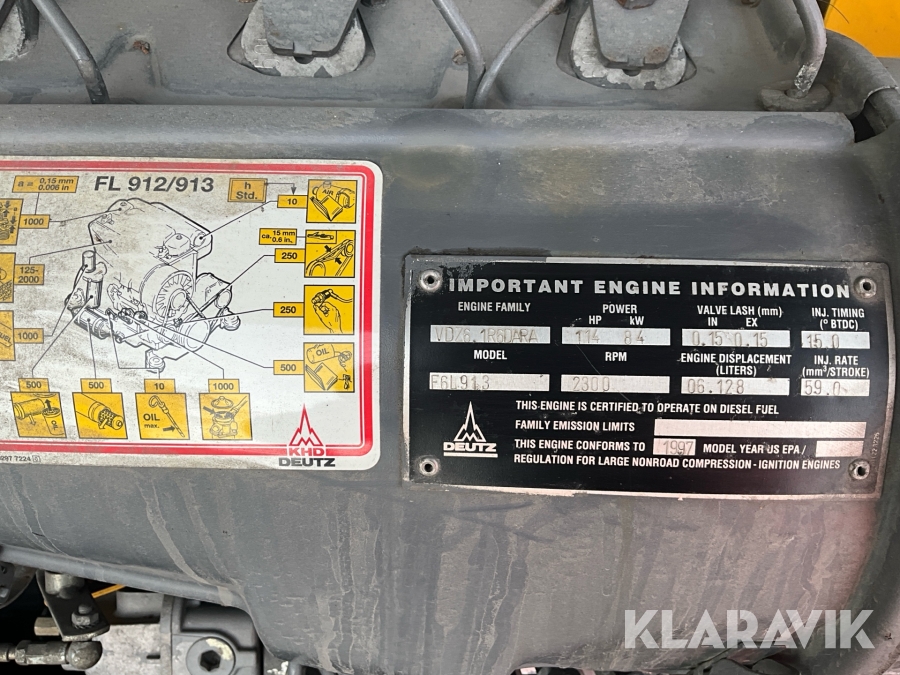 a = 0,15 mm
0.006 in
FL 912/913
h
Std.
1000
10
AIR
ca. 15 mm
0.6 in.
250
125-
2000
250
1000
500
OIL
500
500
10
1000
OIL
max.
KHD
DEUTZ
IMPORTANT ENGINE INFORMATION
ENGINE FAMILY
POWER
HP kW
VALVE LASH (mm)
IN EX
INJ. TIMING
(° BTDC)
VDZ6.1R6DARA
114 84
0.15 0.15
15.0
MODEL
RPM
ENGINE DISPLACEMENT
(LITERS)
INJ. RATE
(mm³/STROKE)
F6L913
2300
06.128
59.0
THIS ENGINE IS CERTIFIED TO OPERATE ON DIESEL FUEL
FAMILY EMISSION LIMITS
THIS ENGINE CONFORMS TO 1997 MODEL YEAR US EPA /
REGULATION FOR LARGE NONROAD COMPRESSION - IGNITION ENGINES
DEUTZ
KLARAVIK